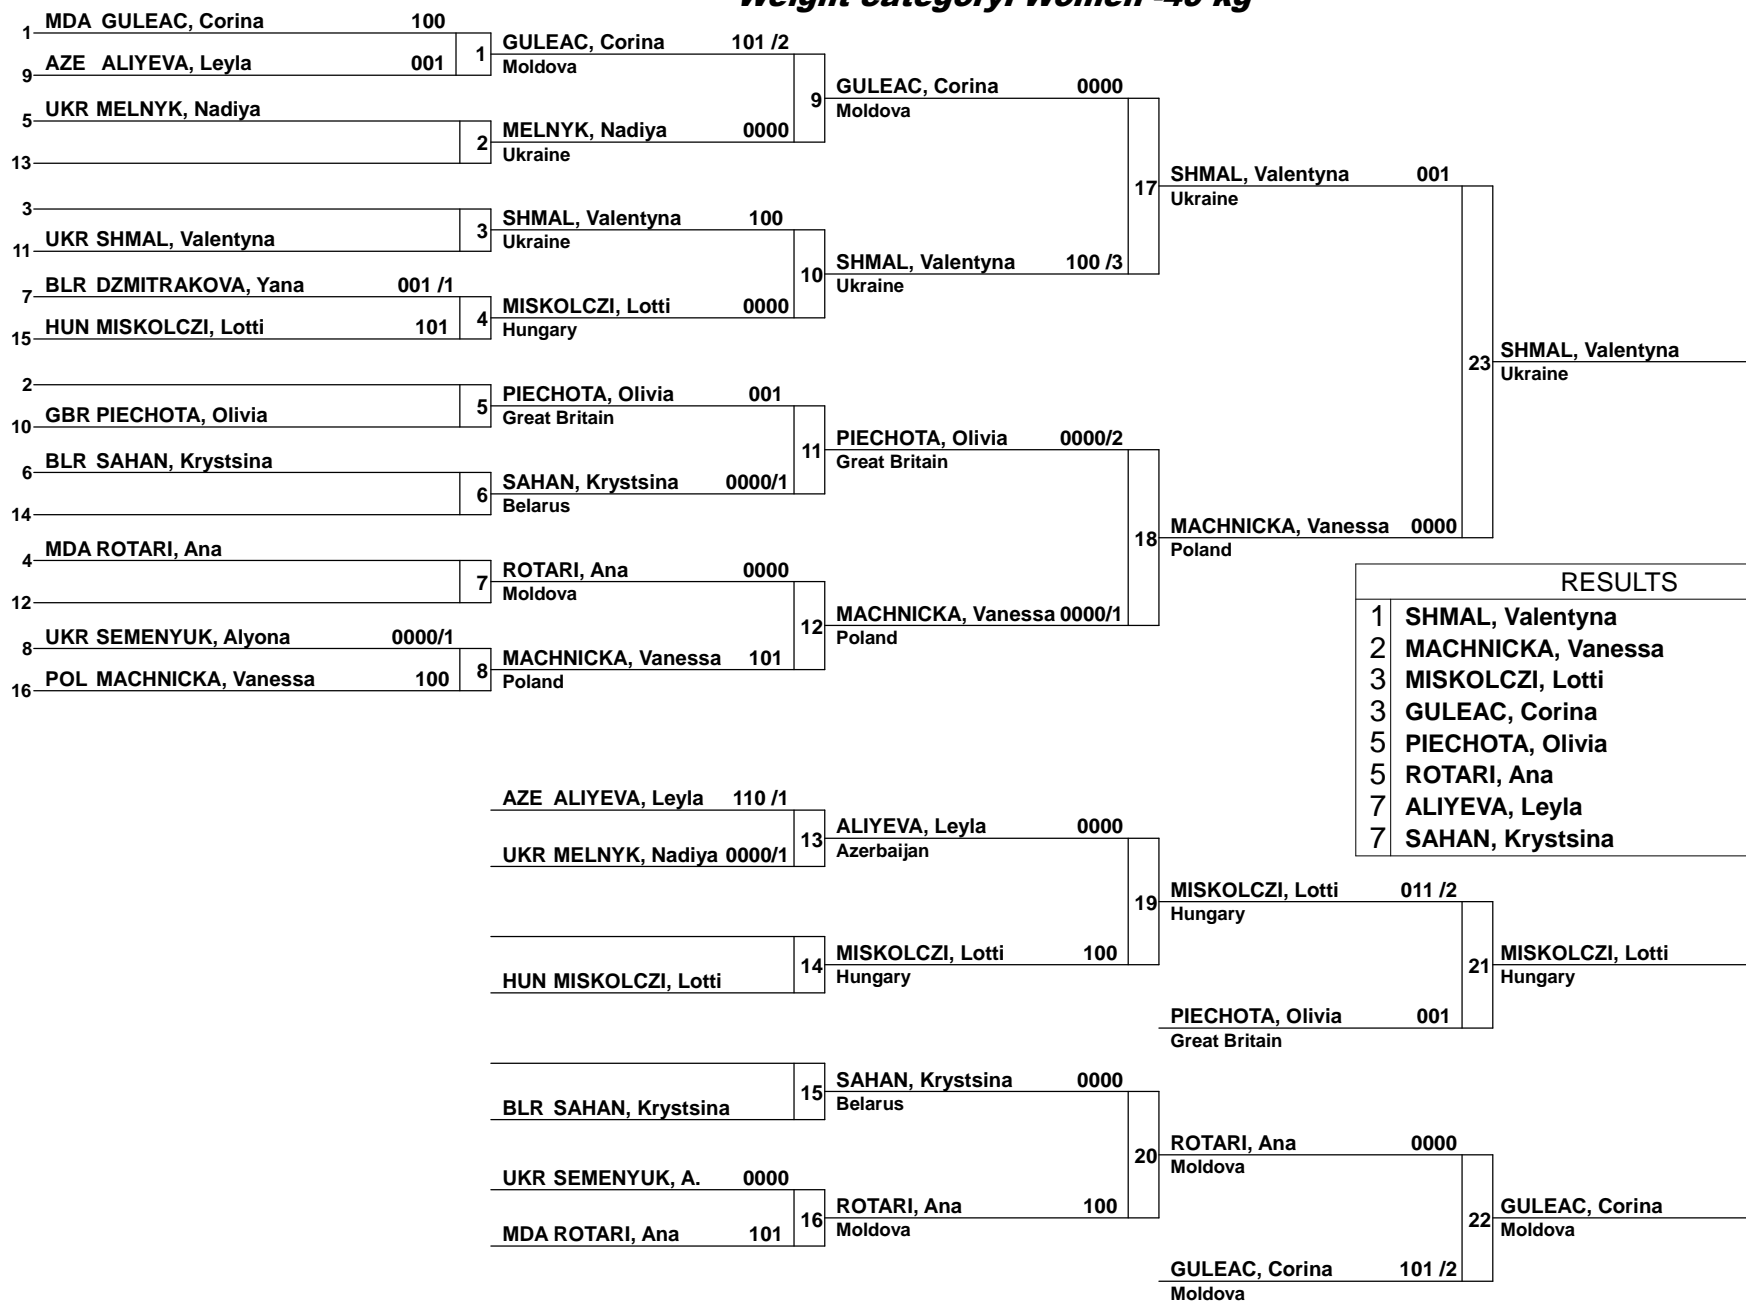 Weight category: Women -40 kg
1 MDA GULEAC, Corina 100
9 AZE ALIYEVA, Leyla 001
1 GULEAC, Corina 101 /2
Moldova
5 UKR MELNYK, Nadiya
13
2 MELNYK, Nadiya 0000
Ukraine
9 GULEAC, Corina 0000
Moldova
3
11 UKR SHMAL, Valentyna
3 SHMAL, Valentyna 100
Ukraine
7 BLR DZMITRAKOVA, Yana 001 /1
15 HUN MISKOLCZI, Lotti 101
4 MISKOLCZI, Lotti 0000
Hungary
10 SHMAL, Valentyna 100 /3
Ukraine
17 SHMAL, Valentyna 001
Ukraine
2
10 GBR PIECHOTA, Olivia
5 PIECHOTA, Olivia 001
Great Britain
6 BLR SAHAN, Krystsina
14
6 SAHAN, Krystsina 0000/1
Belarus
11 PIECHOTA, Olivia 0000/2
Great Britain
4 MDA ROTARI, Ana
12
7 ROTARI, Ana 0000
Moldova
8 UKR SEMENYUK, Alyona 0000/1
16 POL MACHNICKA, Vanessa 100
8 MACHNICKA, Vanessa 101
Poland
12 MACHNICKA, Vanessa 0000/1
Poland
18 MACHNICKA, Vanessa 0000
Poland
23 SHMAL, Valentyna
Ukraine
RESULTS
1 SHMAL, Valentyna
2 MACHNICKA, Vanessa
3 MISKOLCZI, Lotti
3 GULEAC, Corina
5 PIECHOTA, Olivia
5 ROTARI, Ana
7 ALIYEVA, Leyla
7 SAHAN, Krystsina
AZE ALIYEVA, Leyla 110 /1
UKR MELNYK, Nadiya 0000/1
13 ALIYEVA, Leyla 0000
Azerbaijan
HUN MISKOLCZI, Lotti
14 MISKOLCZI, Lotti 100
Hungary
19 MISKOLCZI, Lotti 011 /2
Hungary
PIECHOTA, Olivia 001
Great Britain
21 MISKOLCZI, Lotti
Hungary
BLR SAHAN, Krystsina
15 SAHAN, Krystsina 0000
Belarus
UKR SEMENYUK, A. 0000
MDA ROTARI, Ana 101
16 ROTARI, Ana 100
Moldova
20 ROTARI, Ana 0000
Moldova
GULEAC, Corina 101 /2
Moldova
22 GULEAC, Corina
Moldova